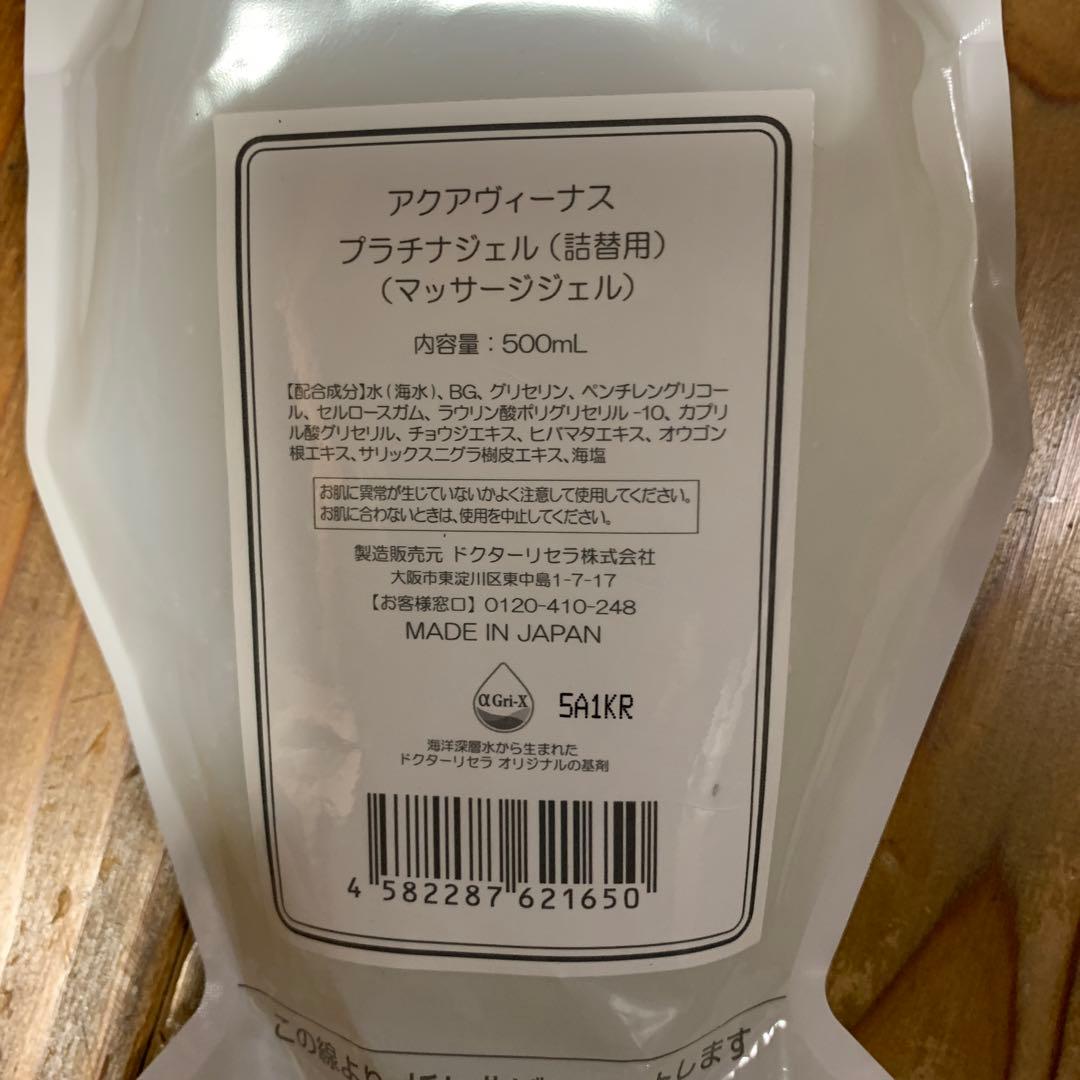 アクアヴィーナス
プラチナジェル（詰替用）
（マッサージジェル）
内容量：500mL
【配合成分】水（海水）、BG、グリセリン、ペンチレングリコー
ル、セルロースガム、ラウリン酸ポリグリセリル-10、カプリ
ル酸グリセリル、チョウジエキス、ヒバマタエキス、オウゴン
根エキス、サリックスニグラ樹皮エキス、海塩
お肌に異常が生じていないかよく注意して使用してください。
お肌に合わないときは、使用を中止してください。
製造販売元 ドクターリセラ株式会社
大阪市東淀川区東中島1-7-17
【お客様窓口】0120-410-248
MADE IN JAPAN
αGri-X
5A1KR
海洋深層水から生まれた
ドクターリセラ オリジナルの基剤
4 582287 621650
この線より
します